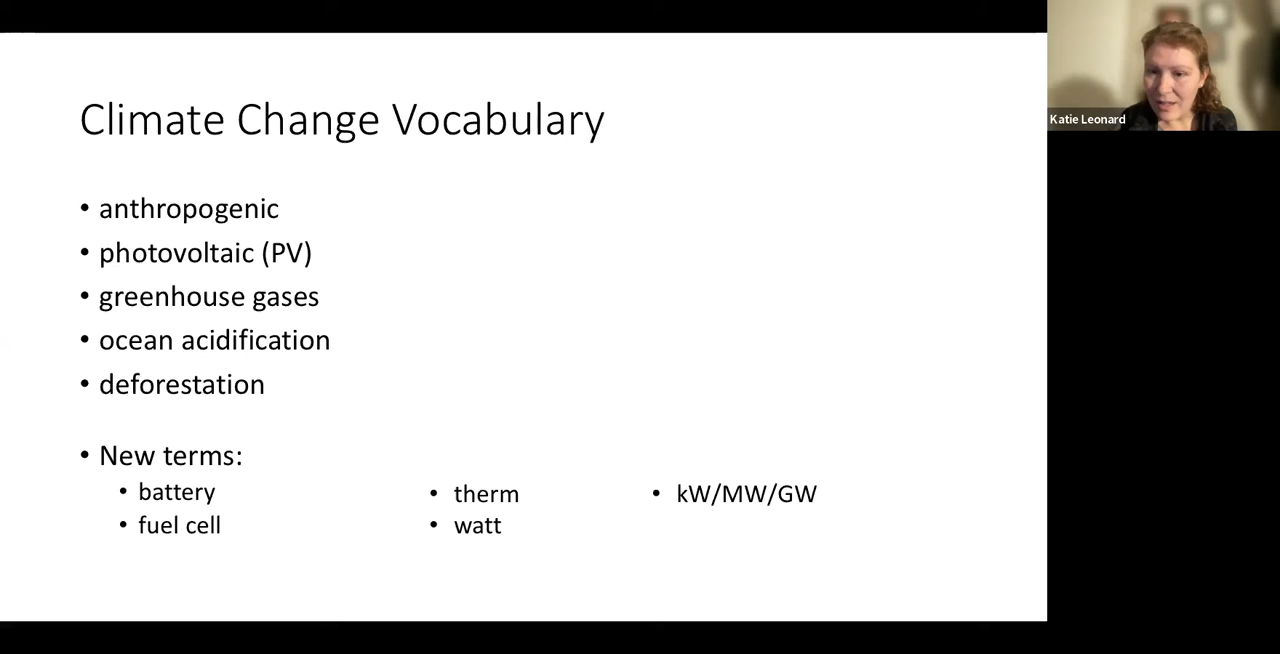 Climate Change Vocabulary
Katie Leonard
• anthropogenic
• photovoltaic (PV)
• greenhouse gases
• ocean acidification
• deforestation
• New terms:
• battery
• fuel cell
• therm
• watt
• kW/MW/GW